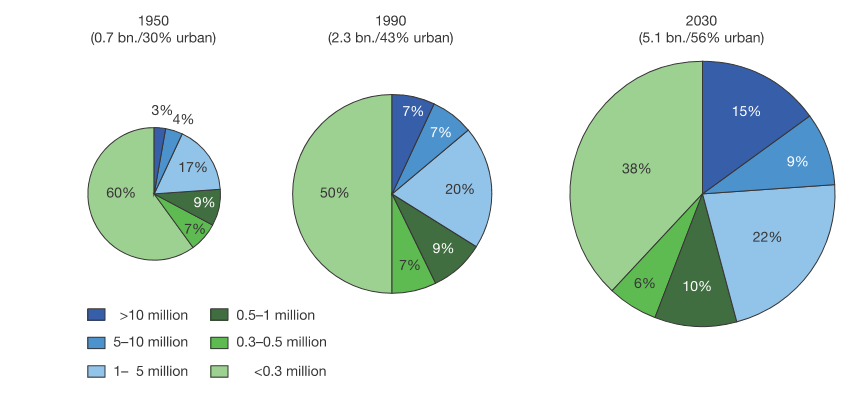 1950
(0.7 bn./30% urban)
1990
(2.3 bn./43% urban)
2030
(5.1 bn./56% urban)
3%
4%
17%
9%
7%
60%
7%
7%
20%
9%
7%
50%
15%
9%
22%
10%
6%
38%
>10 million
5–10 million
1– 5 million
0.5–1 million
0.3–0.5 million
<0.3 million